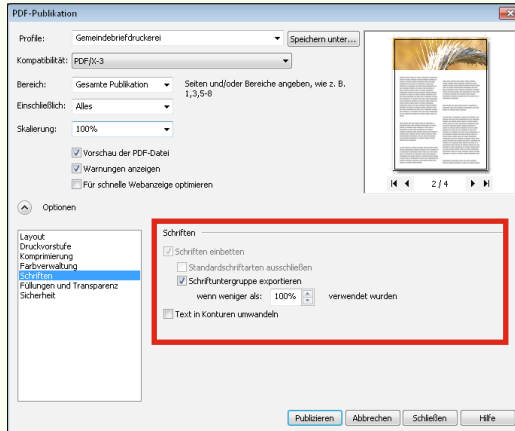 PDF-Publikation
Profile: Gemeindebriefdruckerei Speichern unter...
Kompatibilität: PDF/X-3
Bereich: Gesamte Publikation Seiten und/oder Bereiche angeben, wie z. B. 1,3,5-8
Einschließlich: Alles
Skalierung: 100%
Vorschau der PDF-Datei
Warnungen anzeigen
Für schnelle Webanzeige optimieren
2 / 4
Optionen
Layout
Druckvorstufe
Komprimierung
Farbverwaltung
Schriften
Füllungen und Transparenz
Sicherheit
Schriften
Schriften einbetten
Standardschriftarten ausschließen
Schriftuntergruppe exportieren
wenn weniger als: 100% verwendet wurden
Text in Konturen umwandeln
Publizieren Abbrechen Schließen Hilfe